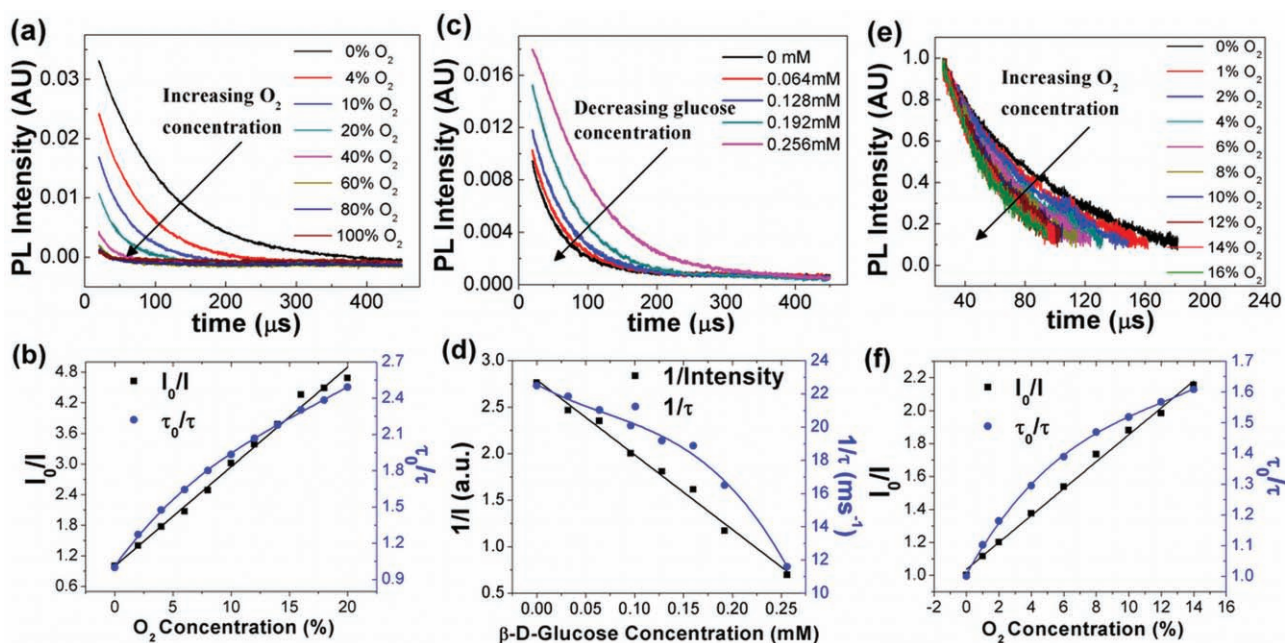 (a)
PL Intensity (AU)
0.03
0.02
0.01
0.00
Increasing O2
concentration
0% O2
4% O2
10% O2
20% O2
40% O2
60% O2
80% O2
100% O2
0 100 200 300 400
time (μs)
(c)
PL Intensity (AU)
0.016
0.012
0.008
0.004
0.000
Decreasing glucose
concentration
0 mM
0.064mM
0.128mM
0.192mM
0.256mM
0 150 300 450
time (μs)
(e)
PL Intensity (AU)
1.0
0.8
0.6
0.4
0.2
0.0
Increasing O2
concentration
0% O2
1% O2
2% O2
4% O2
6% O2
8% O2
10% O2
12% O2
14% O2
16% O2
40 80 120 160 200 240
time (μs)
(b)
I0/I
4.8
4.2
3.6
3.0
2.4
1.8
1.2
0.6
I0/I
τ0/τ
2.7
2.4
2.1
1.8
1.5
1.2
0.9
τ0/τ
0 5 10 15 20
O2 Concentration (%)
(d)
1/I (a.u.)
3.0
2.5
2.0
1.5
1.0
0.5
1/Intensity
1/τ
24
22
20
18
16
14
12
10
1/τ (ms-1)
0.00 0.05 0.10 0.15 0.20 0.25
β-D-Glucose Concentration (mM)
(f)
I0/I
2.2
2.0
1.8
1.6
1.4
1.2
1.0
I0/I
τ0/τ
1.7
1.6
1.5
1.4
1.3
1.2
1.1
1.0
τ0/τ
-2 0 2 4 6 8 10 12 14 16
O2 Concentration (%)